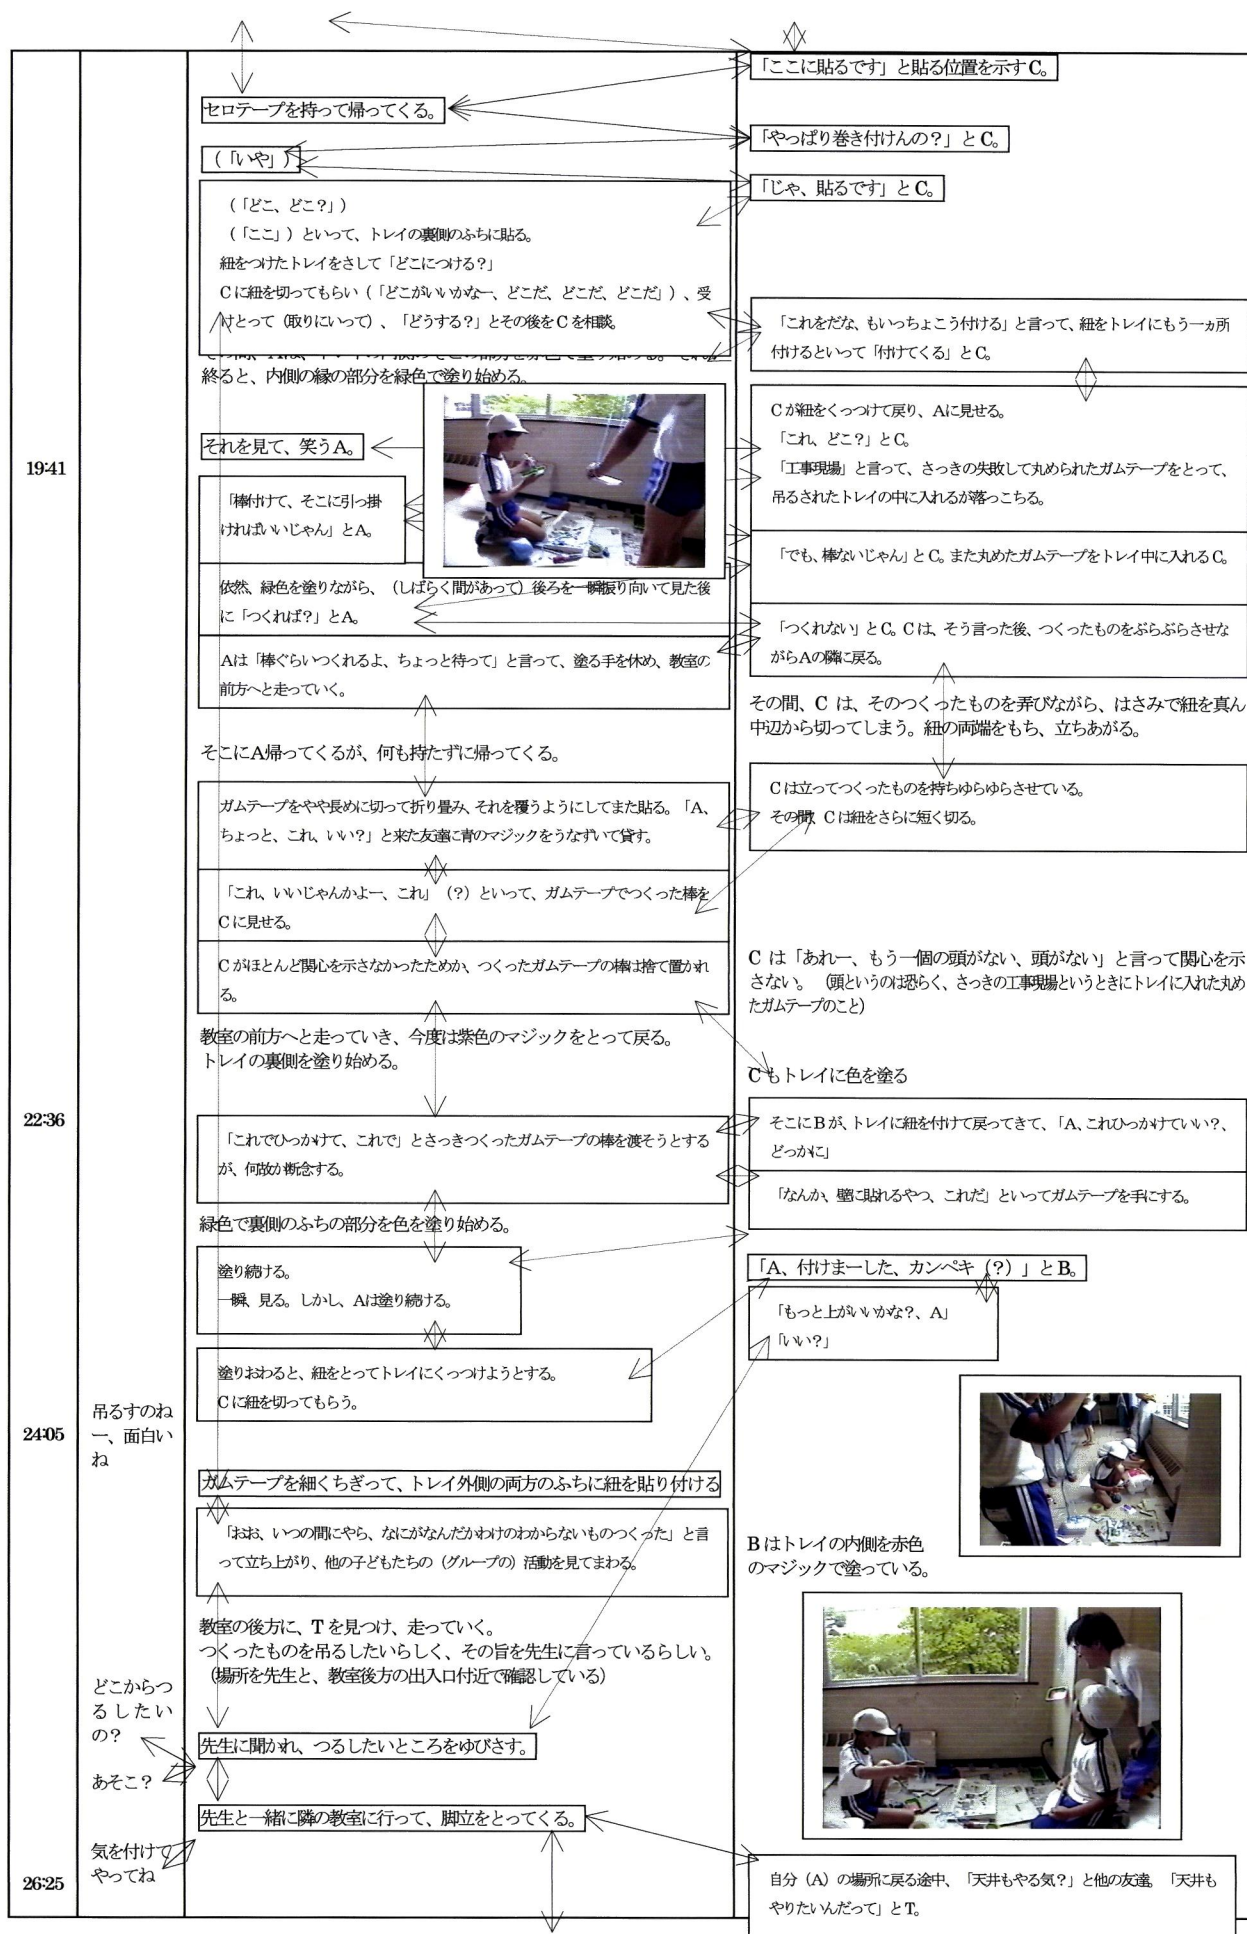 「ここに貼るです」と貼る位置を示すC。
セロテープを持って帰ってくる。
「やっぱり巻き付けんの？」とC。
（「いや」）
「じゃ、貼るです」とC。
（「どこ、どこ？」）
（「ここ」）といって、トレイの裏側のふちに貼る。
紐をつけたトレイをさして「どこにつける？」
Cに紐を切ってもらい（「どこがいいかなー、どこだ、どこだ、どこだ」）、受
けとって（取りにいって）、「どうする？」とその後をCを相談。
「これをだな、もいっちょこう付ける」と言って、紐をトレイにもう一ヵ所
付けるといって「付けてくる」とC。
終ると、内側の縁の部分を緑色で塗り始める。
Cが紐をくっつけて戻り、Aに見せる。
「これ、どこ？」とC。
「工事現場」と言って、さっきの失敗して丸められたガムテープをとって、
吊るされたトレイの中に入れるが落っこちる。
それを見て、笑うA。
19:41
「棒付けて、そこに引っ掛
ければいいじゃん」とA。
「でも、棒ないじゃん」とC。また丸めたガムテープをトレイ中に入れるC。
依然、緑色を塗りながら、（しばらく間があって）後ろを一瞬振り向いて見た後
に「つくれば？」とA。
「つくれない」とC。Cは、そう言った後、つくったものをぶらぶらさせな
がらAの隣に戻る。
Aは「棒ぐらいつくれるよ、ちょっと待って」と言って、塗る手を休め、教室の
前方へと走っていく。
その間、Cは、そのつくったものを弄びながら、はさみで紐を真ん
中辺から切ってしまう。紐の両端をもち、立ちあがる。
そこにA帰ってくるが、何も持たずに帰ってくる。
Cは立ってつくったものを持ちゆらゆらさせている。
その間、Cは紐をさらに短く切る。
ガムテープをやや長めに切って折り畳み、それを覆うようにしてまた貼る。「A、
ちょっと、これ、いい？」と来た友達に青のマジックをうなずいて貸す。
「これ、いいじゃんかよー、これ」（？）といって、ガムテープでつくった棒を
Cに見せる。
Cは「あれー、もう一個の頭がない、頭がない」と言って関心を示
さない。（頭というのは恐らく、さっきの工事現場というときにトレイに入れた丸め
たガムテープのこと）
Cがほとんど関心を示さなかったためか、つくったガムテープの棒は捨て置かれ
る。
教室の前方へと走っていき、今度は紫色のマジックをとって戻る。
トレイの裏側を塗り始める。
Cもトレイに色を塗る
22:36
そこにBが、トレイに紐を付けて戻ってきて、「A、これひっかけていい？、
どっかに」
「これでひっかけて、これで」とさっきつくったガムテープの棒を渡そうとする
が、何故か断念する。
「なんか、壁に貼れるやつ、これだ」といってガムテープを手にする。
緑色で裏側のふちの部分を色を塗り始める。
「A、付けまーした、カンペキ（？）」とB。
塗り続ける。
一瞬、見る。しかし、Aは塗り続ける。
「もっと上がいいかな？、A」
「いい？」
塗りおわると、紐をとってトレイにくっつけようとする。
Cに紐を切ってもらう。
24:05
吊るすのね
ー、面白い
ね
ガムテープを細くちぎって、トレイ外側の両方のふちに紐を貼り付ける
「おお、いつの間にやら、なにがなんだかわけのわからないものつくった」と言
って立ち上がり、他の子どもたちの（グループの）活動を見てまわる。
Bはトレイの内側を赤色
のマジックで塗っている。
教室の後方に、Tを見つけ、走っていく。
つくったものを吊るしたいらしく、その旨を先生に言っているらしい。
（場所を先生と、教室後方の出入口付近で確認している）
どこからつ
るしたい
の？
先生に聞かれ、つるしたいところをゆびさす。
あそこ？
先生と一緒に隣の教室に行って、脚立をとってくる。
気を付けて
やってね
26:25
自分（A）の場所に戻る途中、「天井もやる気？」と他の友達。「天井も
やりたいんだって」とT。